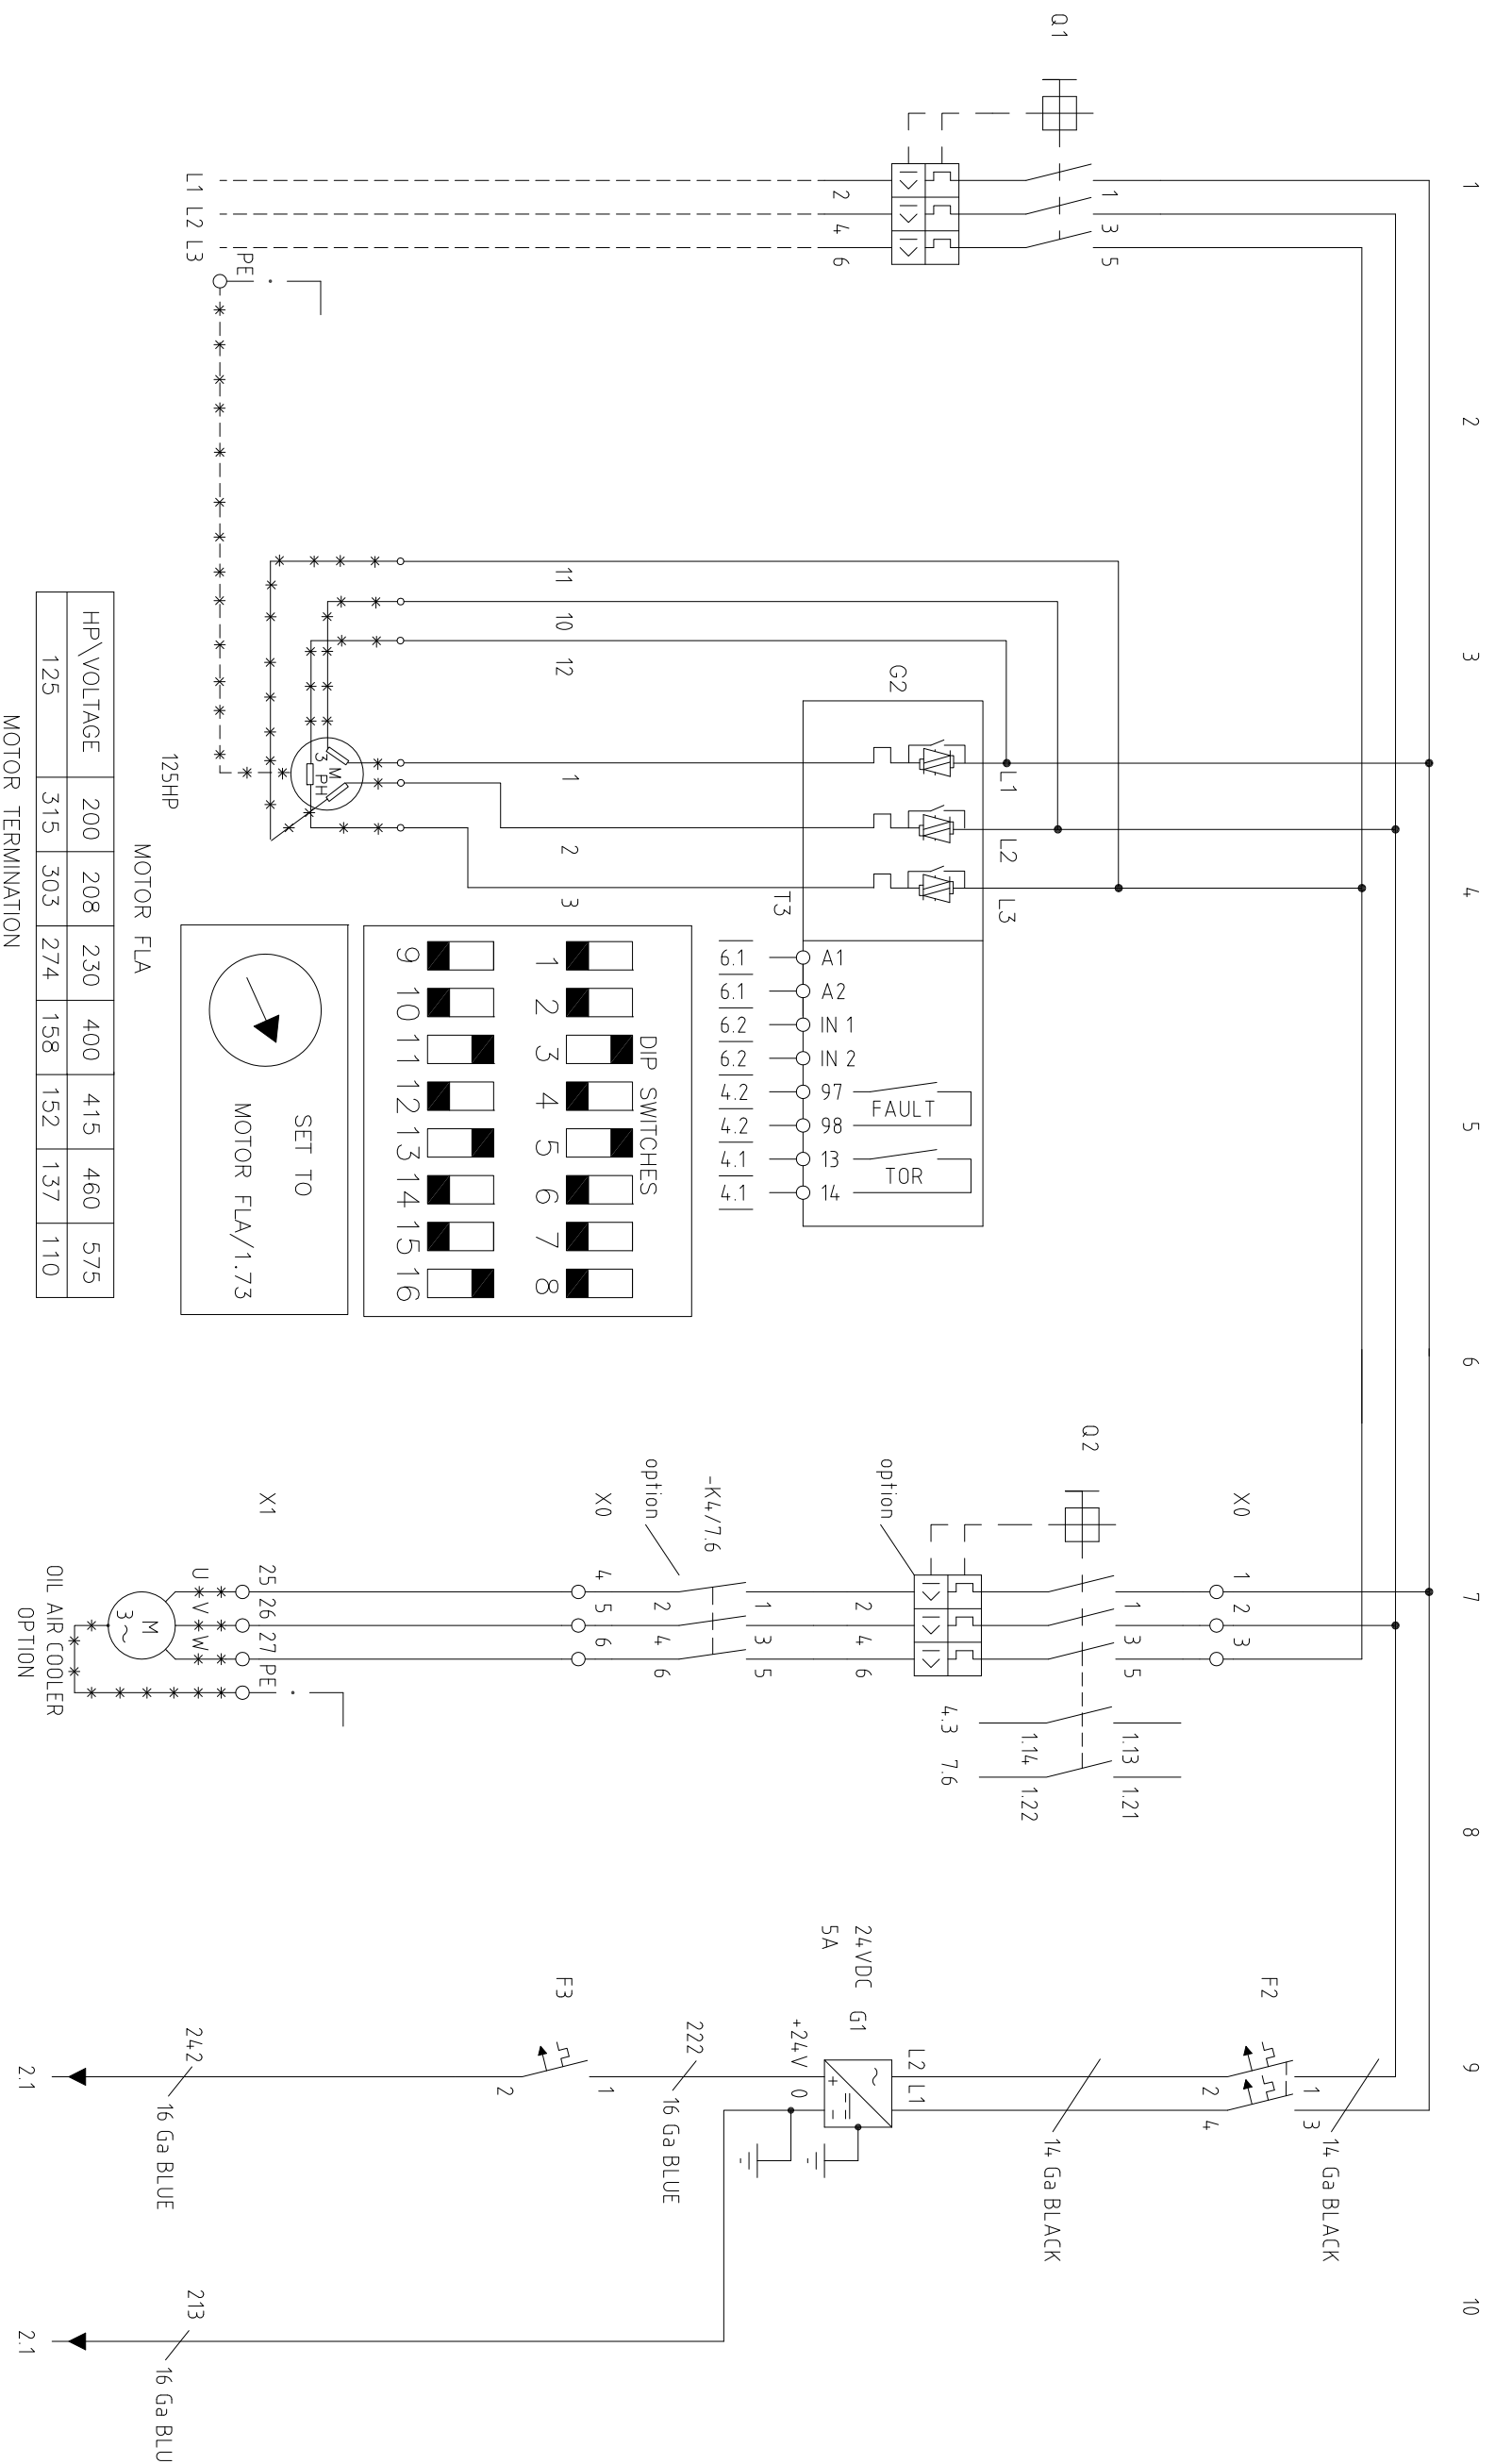 1 2 3 4 5 6 7 8 9 10
Q1
1 3 5
2 4 6
L1 L2 L3
PE
11
10
12
G2
L1
L2
L3
T3
A1
A2
IN 1
IN 2
97
98
13
14
FAULT
TOR
6.1
6.1
6.2
6.2
4.2
4.2
4.1
4.1
1
2
3
M
3 PH
125HP
DIP SWITCHES
1 2 3 4 5 6 7 8
9 10 11 12 13 14 15 16
SET TO
MOTOR FLA/1.73
MOTOR FLA
HP\VOLTAGE 200 208 230 400 415 460 575
125 315 303 274 158 152 137 110
MOTOR TERMINATION
X0
1 2 3
Q2
1 3 5
1.13 1.21
1.14 1.22
4.3 7.6
option
2 4 6
-K4/7.6
1 3 5
option
2 4 6
X0
4 5 6
X1
25 26 27 PE
U V W
M
3~
OIL AIR COOLER
OPTION
14 Ga BLACK
F2
1 3
2 4
14 Ga BLACK
L2 L1
24VDC
5A
G1
+24V 0
222
16 Ga BLUE
F3
1
2
242
16 Ga BLUE
213
16 Ga BLU
2.1
2.1